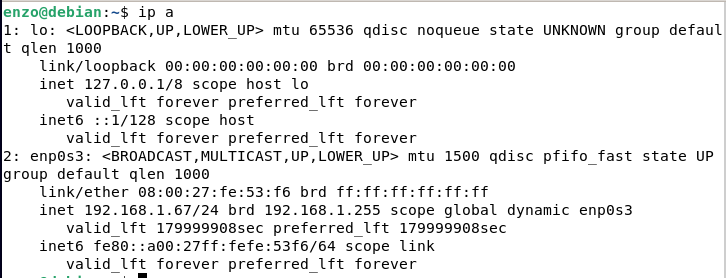 enzo@debian:~$ ip a
1: lo: <LOOPBACK,UP,LOWER_UP> mtu 65536 qdisc noqueue state UNKNOWN group defaul
t qlen 1000
    link/loopback 00:00:00:00:00:00 brd 00:00:00:00:00:00
    inet 127.0.0.1/8 scope host lo
       valid_lft forever preferred_lft forever
    inet6 ::1/128 scope host
       valid_lft forever preferred_lft forever
2: enp0s3: <BROADCAST,MULTICAST,UP,LOWER_UP> mtu 1500 qdisc pfifo_fast state UP
group default qlen 1000
    link/ether 08:00:27:fe:53:f6 brd ff:ff:ff:ff:ff:ff
    inet 192.168.1.67/24 brd 192.168.1.255 scope global dynamic enp0s3
       valid_lft 179999908sec preferred_lft 179999908sec
    inet6 fe80::a00:27ff:fefe:53f6/64 scope link
       valid_lft forever preferred_lft forever